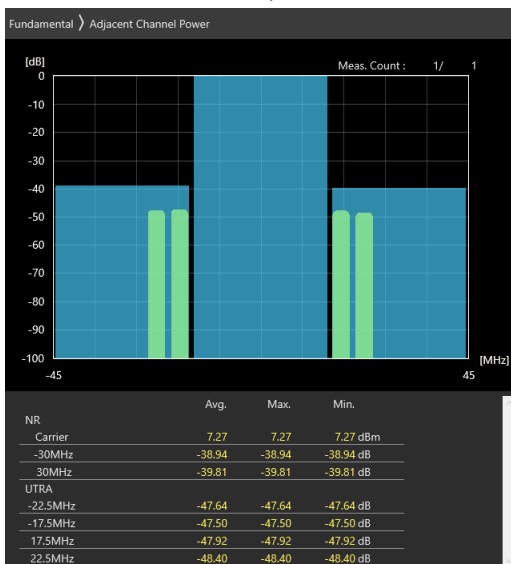 Fundamental 〉 Adjacent Channel Power
[dB] Meas. Count : 1/ 1
0
-10
-20
-30
-40
-50
-60
-70
-80
-90
-100 [MHz]
-45 45
Avg. Max. Min.
NR
Carrier 7.27 7.27 7.27 dBm
-30MHz -38.94 -38.94 -38.94 dB
30MHz -39.81 -39.81 -39.81 dB
UTRA
-22.5MHz -47.64 -47.64 -47.64 dB
-17.5MHz -47.50 -47.50 -47.50 dB
17.5MHz -47.92 -47.92 -47.92 dB
22.5MHz -48.40 -48.40 -48.40 dB